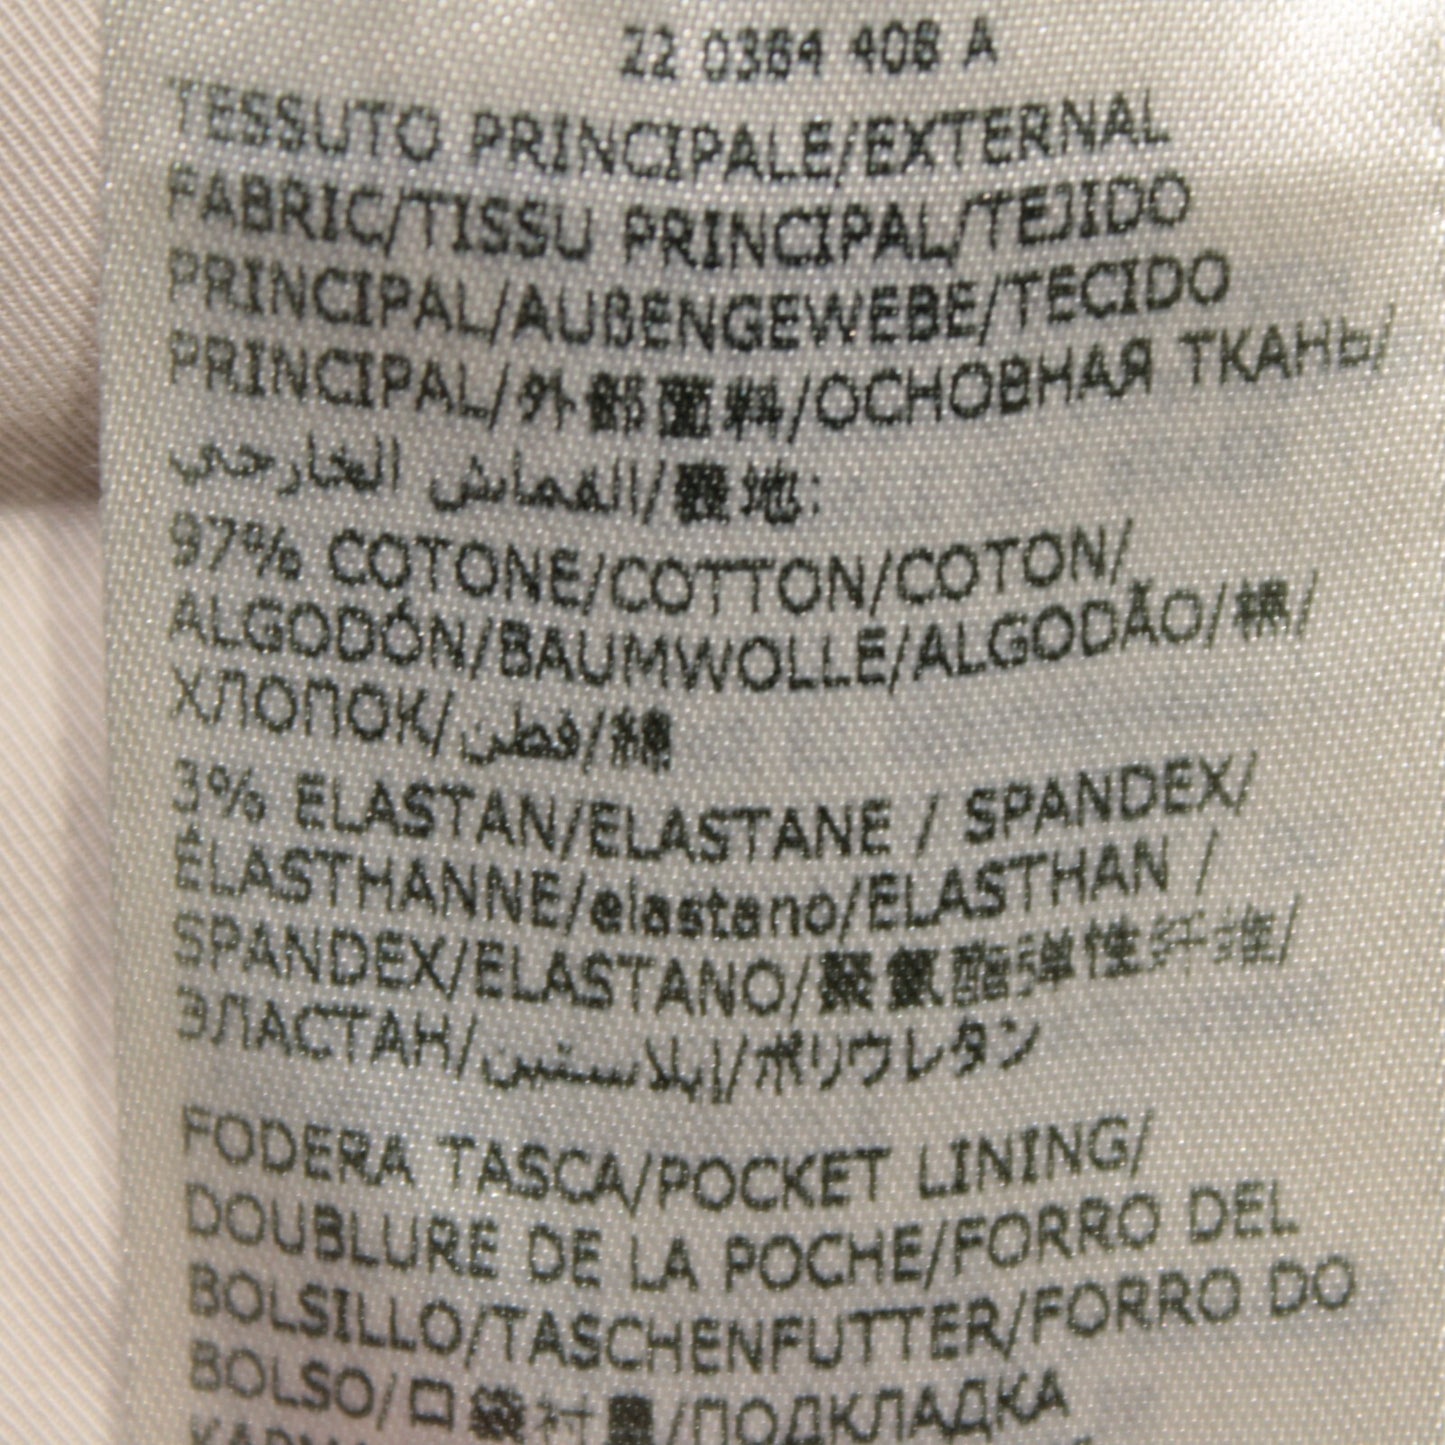 22 0384 408 A
TESSUTO PRINCIPALE/EXTERNAL
FABRIC/TISSU PRINCIPAL/TEJIDO
PRINCIPAL/AUßENGEWEBE/TECIDO
PRINCIPAL/外部面料/ОСНОВНАЯ ТКАНЬ/
القماش الخارجي/表地:
97% COTONE/COTTON/COTON/
ALGODÓN/BAUMWOLLE/ALGODÃO/棉/
ХЛОПОК/قطن/綿
3% ELASTAN/ELASTANE / SPANDEX/
ÉLASTHANNE/elastano/ELASTHAN /
SPANDEX/ELASTANO/聚氨酯弹性纤维/
ЭЛАСТАН/إيلاستين/ポリウレタン
FODERA TASCA/POCKET LINING/
DOUBLURE DE LA POCHE/FORRO DEL
BOLSILLO/TASCHENFUTTER/FORRO DO
BOLSO/口袋衬里/ПОДКЛАДКА